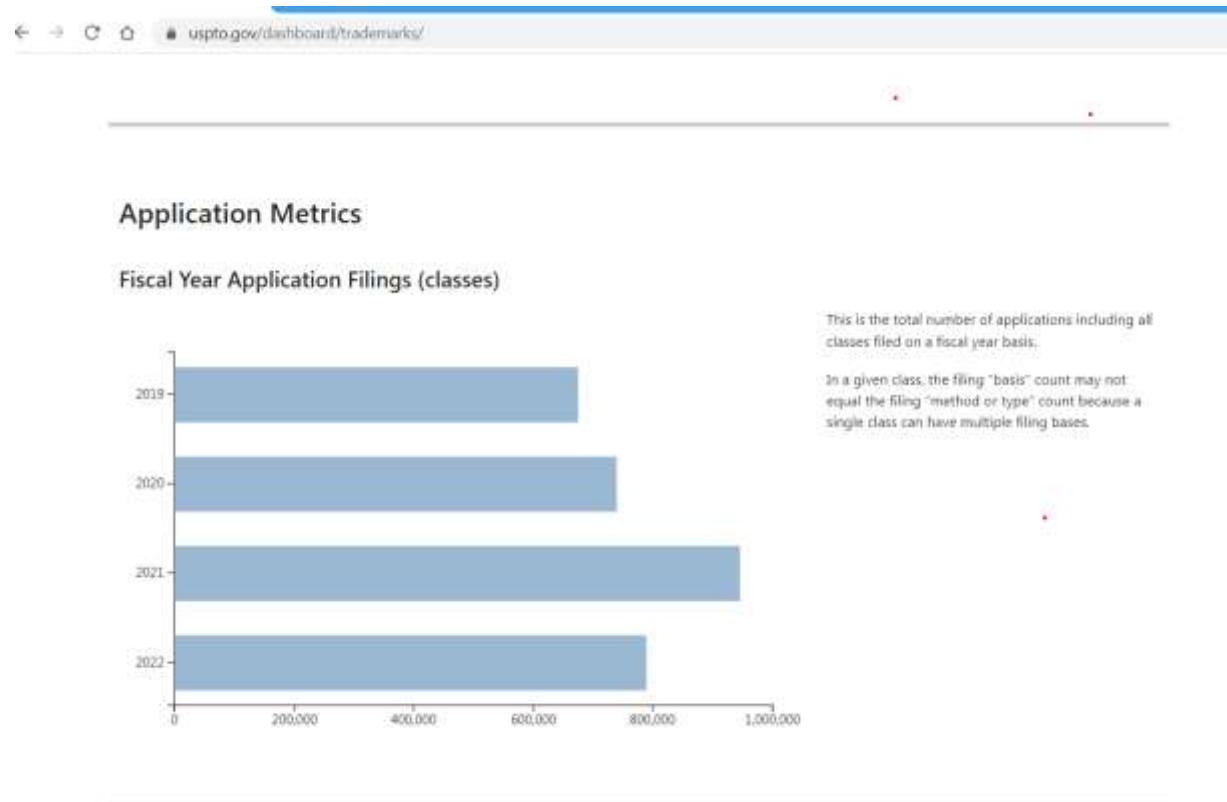 uspto.gov/dashboard/trademarks/
Application Metrics
Fiscal Year Application Filings (classes)
This is the total number of applications including all
classes filed on a fiscal year basis.
In a given class, the filing "basis" count may not
equal the filing "method or type" count because a
single class can have multiple filing bases.
2019
2020
2021
2022
0 200,000 400,000 600,000 800,000 1,000,000